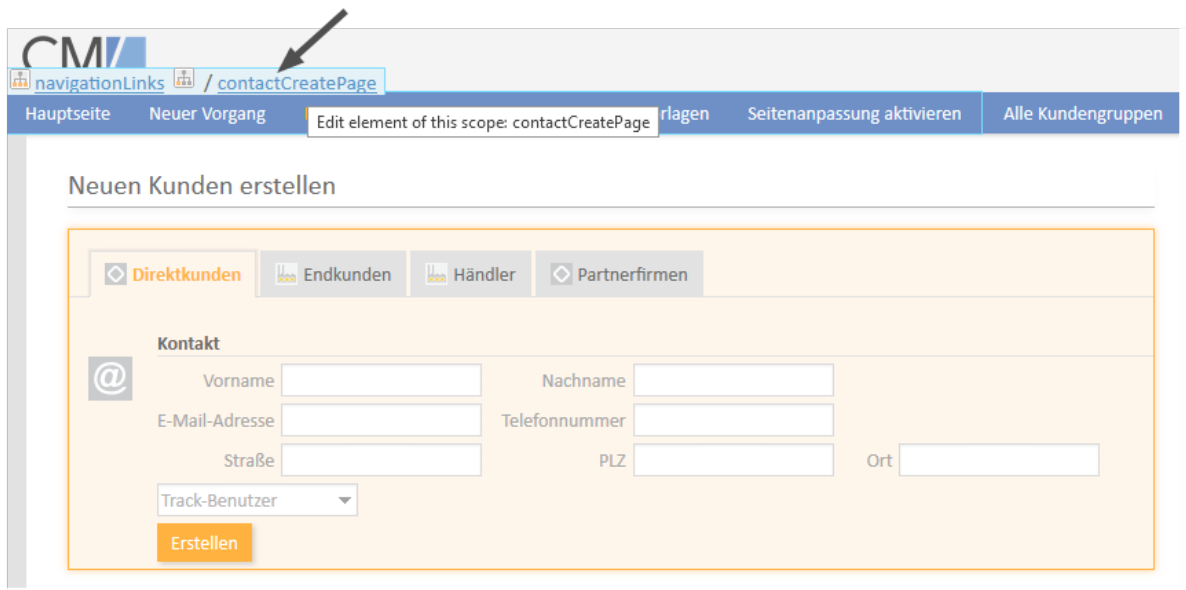 CM/
navigationLinks / contactCreatePage
Hauptseite Neuer Vorgang rlagen Seitenanpassung aktivieren Alle Kundengruppen
Edit element of this scope: contactCreatePage
Neuen Kunden erstellen
Direktkunden Endkunden Händler Partnerfirmen
Kontakt
@
Vorname Nachname
E-Mail-Adresse Telefonnummer
Straße PLZ Ort
Track-Benutzer
Erstellen